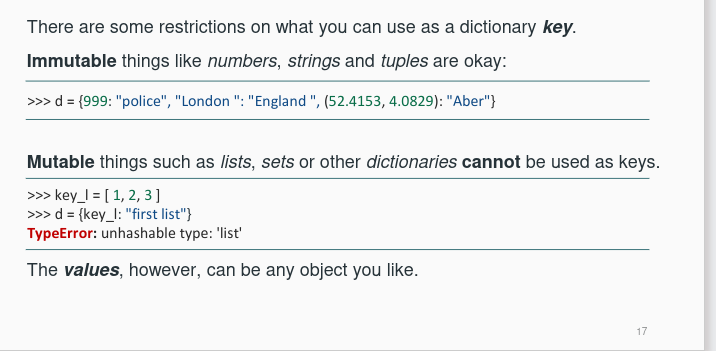 There are some restrictions on what you can use as a dictionary key.
Immutable things like numbers, strings and tuples are okay:
>>> d = {999: "police", "London ": "England ", (52.4153, 4.0829): "Aber"}
Mutable things such as lists, sets or other dictionaries cannot be used as keys.
>>> key_l = [ 1, 2, 3 ]
>>> d = {key_l: "first list"}
TypeError: unhashable type: 'list'
The values, however, can be any object you like.
17